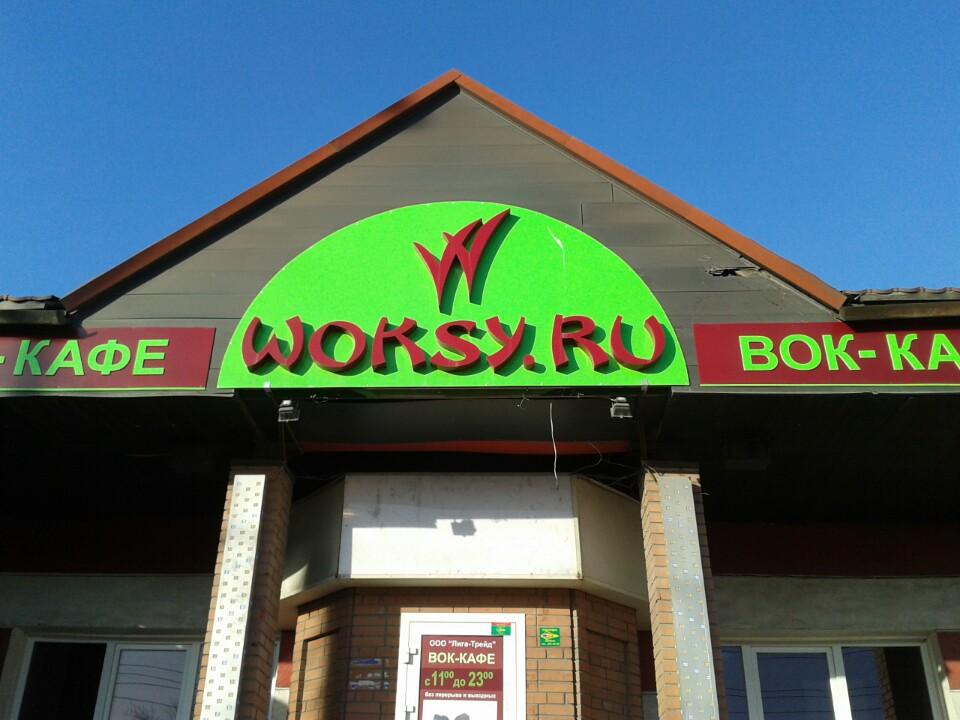 W
WOKSY.RU
-КАФЕ
ВОК-КА
ООО "Лига-Трейд"
ВОК-КАФЕ
с 11⁰⁰ до 23⁰⁰
без перерыва и выходных